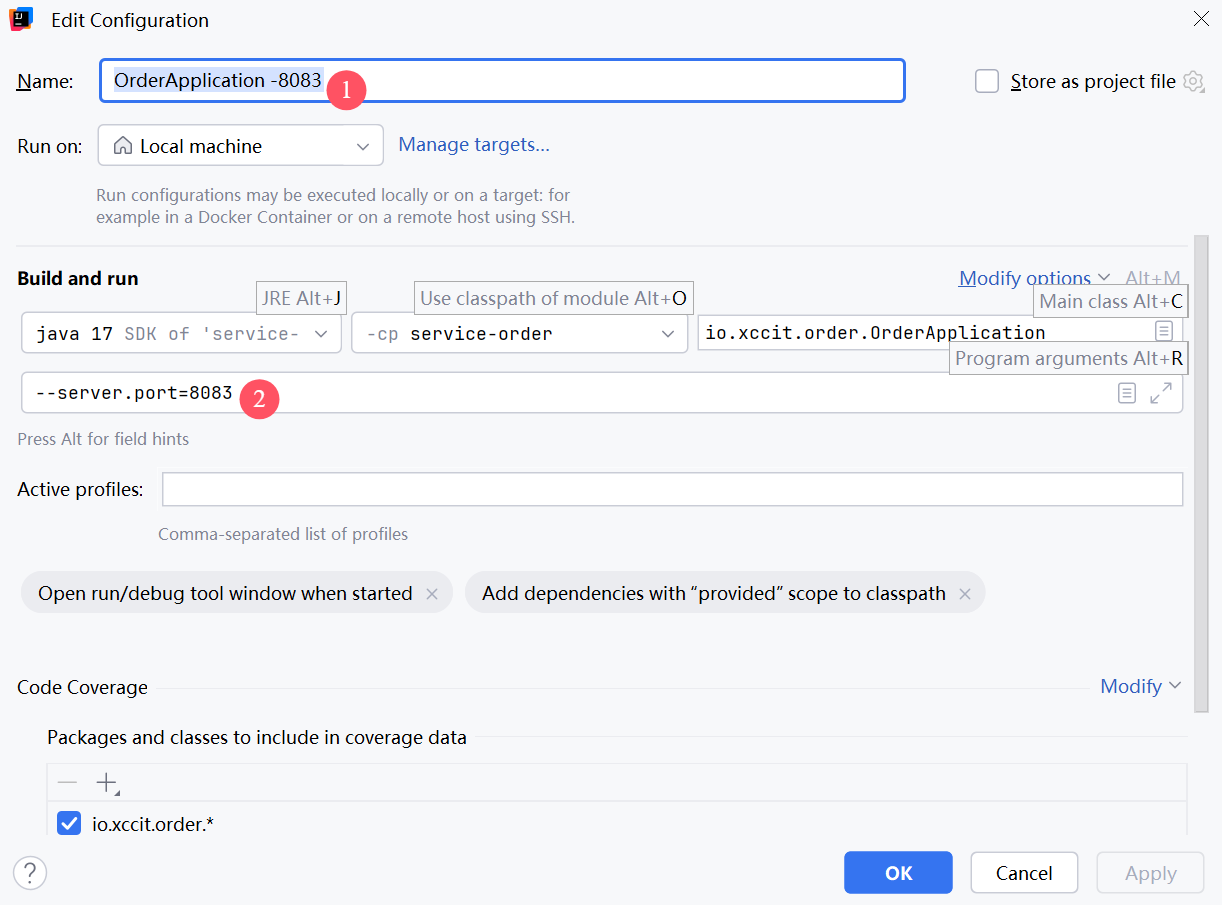 Edit Configuration
Name: OrderApplication -8083 1 Store as project file
Run on: Local machine Manage targets...
Run configurations may be executed locally or on a target: for
example in a Docker Container or on a remote host using SSH.
Build and run Modify options Alt+M
JRE Alt+J Use classpath of module Alt+O Main class Alt+C
java 17 SDK of 'service- -cp service-order io.xccit.order.OrderApplication
Program arguments Alt+R
--server.port=8083 2
Press Alt for field hints
Active profiles:
Comma-separated list of profiles
Open run/debug tool window when started Add dependencies with “provided” scope to classpath
Code Coverage Modify
Packages and classes to include in coverage data
io.xccit.order.*
? OK Cancel Apply